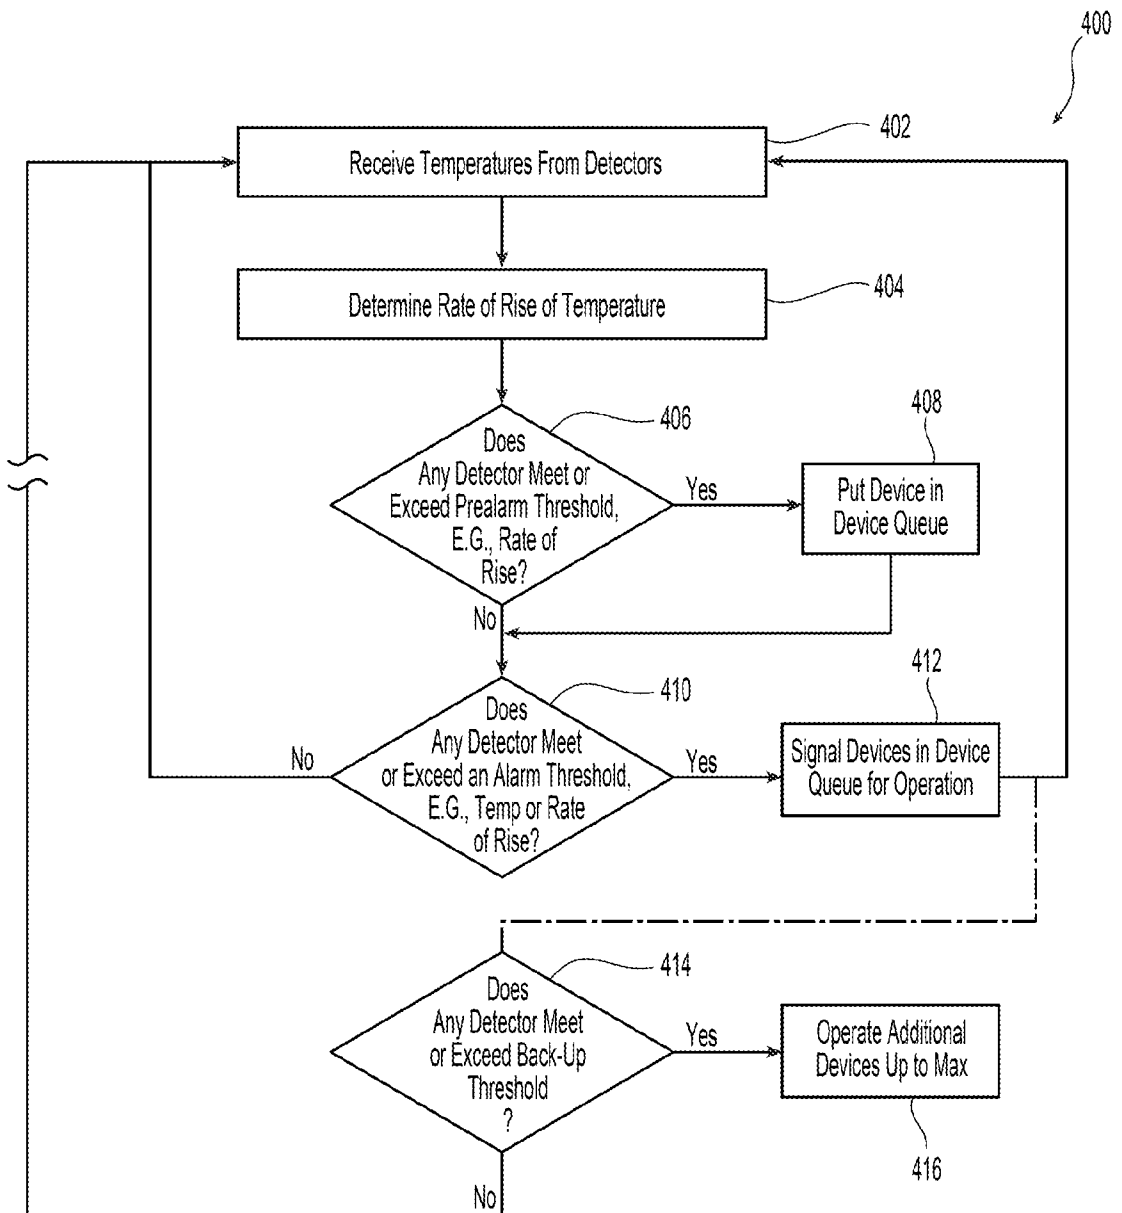 400
402
Receive Temperatures From Detectors
404
Determine Rate of Rise of Temperature
406
Does
Any Detector Meet or
Exceed Prealarm Threshold,
E.G., Rate of
Rise?
Yes
408
Put Device in
Device Queue
No
410
Does
Any Detector Meet
or Exceed an Alarm Threshold,
E.G., Temp or Rate
of Rise?
No
Yes
412
Signal Devices in Device
Queue for Operation
414
Does
Any Detector Meet
or Exceed Back-Up
Threshold
?
Yes
Operate Additional
Devices Up to Max
416
No